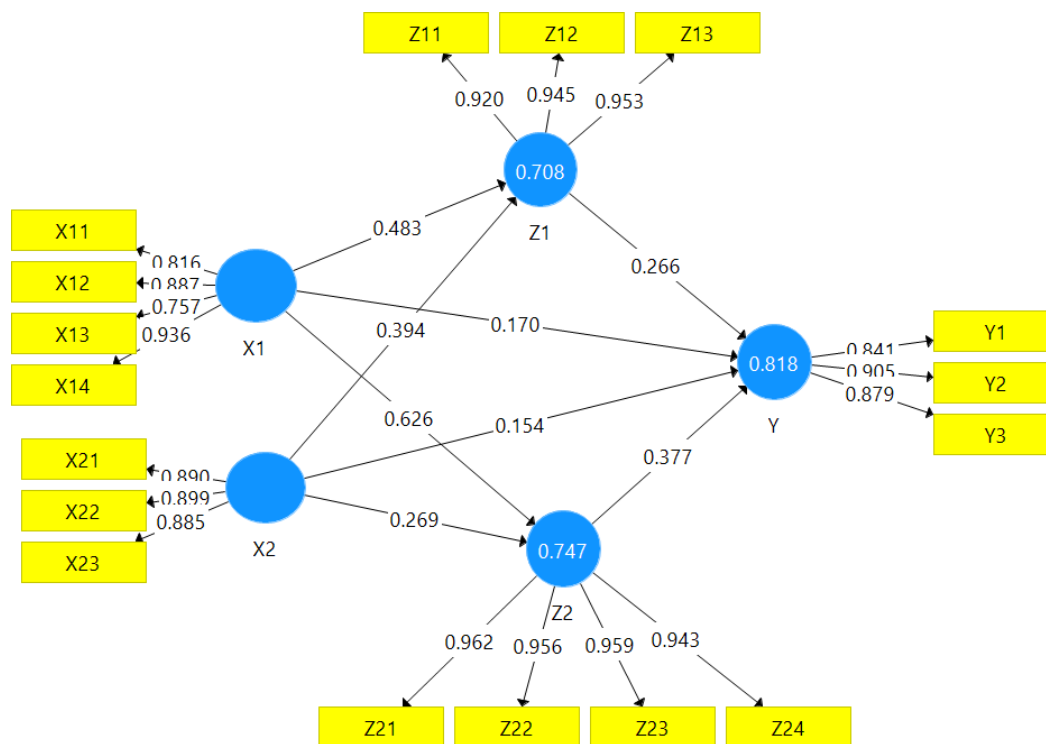 Z11 Z12 Z13
0.920 0.945 0.953
0.708
Z1
X11
X12
X13
X14
0.816
0.887
0.757
0.936
X1
0.483
0.266
0.394
0.170
0.626
0.154
0.377
0.269
0.818
Y
0.841
0.905
0.879
Y1
Y2
Y3
X21
X22
X23
0.890
0.899
0.885
X2
0.747
Z2
0.962 0.956 0.959 0.943
Z21 Z22 Z23 Z24